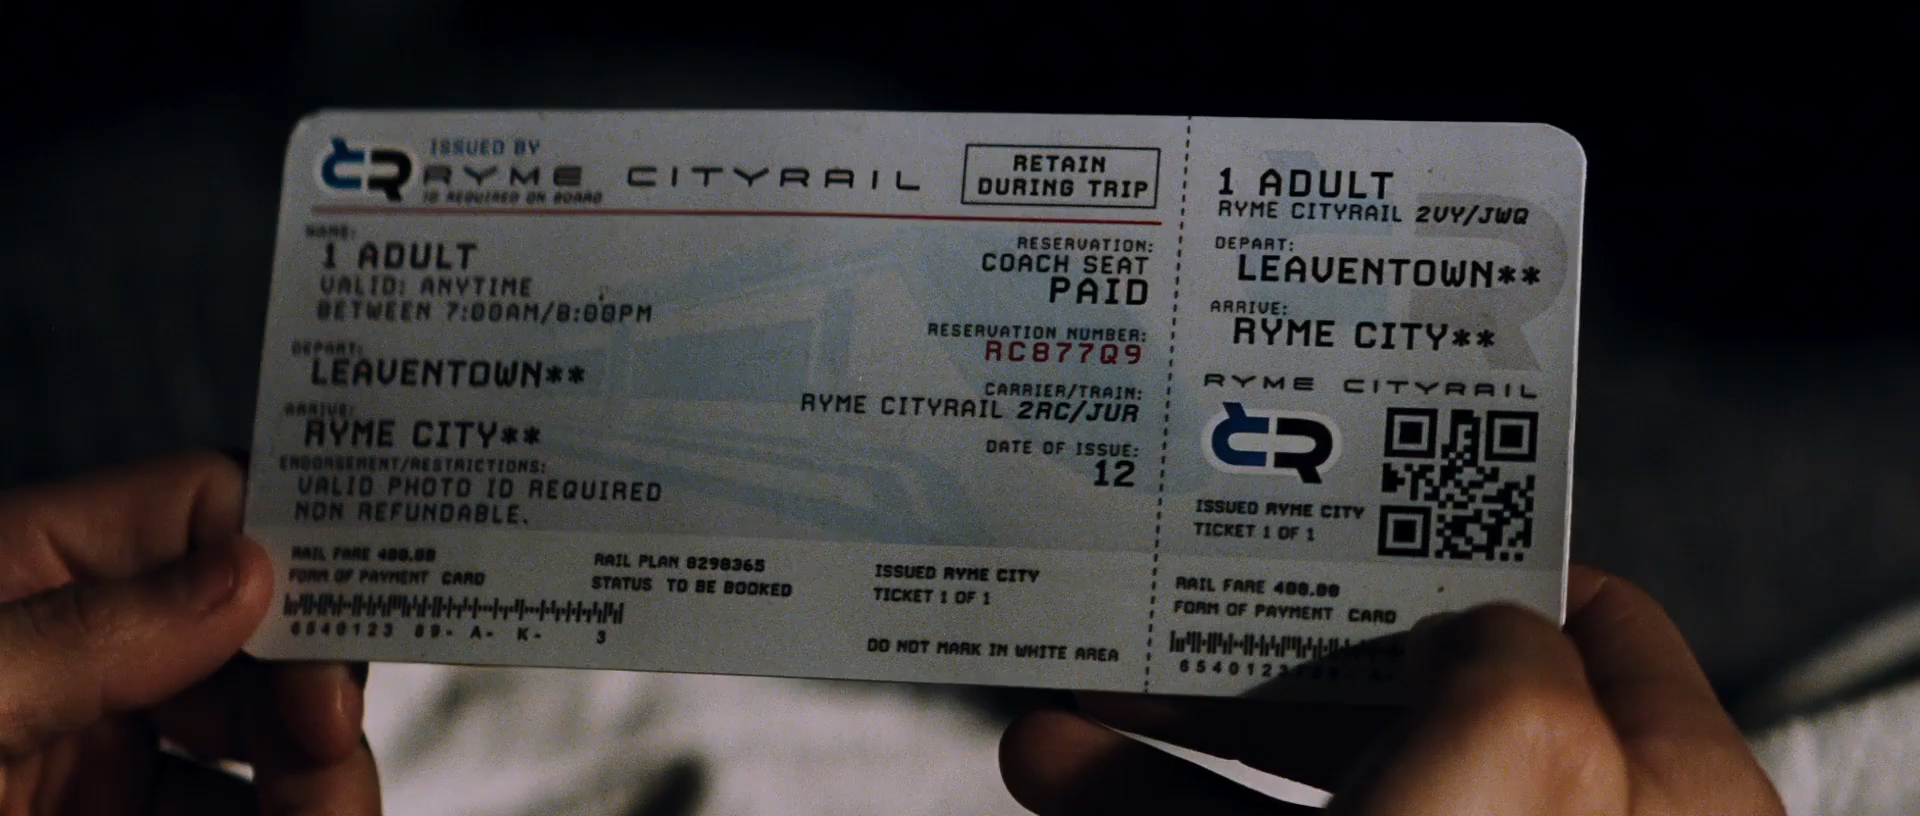 ISSUED BY
RYME CITYRAIL
ID REQUIRED ON BOARD
RETAIN
DURING TRIP
NAME:
1 ADULT
VALID: ANYTIME
BETWEEN 7:00AM/8:00PM
DEPART:
LEAVENTOWN**
ARRIVE:
RYME CITY**
ENDORSEMENT/RESTRICTIONS:
VALID PHOTO ID REQUIRED
NON REFUNDABLE.
RESERVATION:
COACH SEAT
PAID
RESERVATION NUMBER:
RC877Q9
CARRIER/TRAIN:
RYME CITYRAIL 2RC/JUR
DATE OF ISSUE:
12
RAIL FARE 400.00
FORM OF PAYMENT CARD
6540123 89- A- K- 3
RAIL PLAN 8298365
STATUS TO BE BOOKED
ISSUED RYME CITY
TICKET 1 OF 1
DO NOT MARK IN WHITE AREA
1 ADULT
RYME CITYRAIL 2VY/JWQ
DEPART:
LEAVENTOWN**
ARRIVE:
RYME CITY**
RYME CITYRAIL
CR
ISSUED RYME CITY
TICKET 1 OF 1
RAIL FARE 400.00
FORM OF PAYMENT CARD
6540123